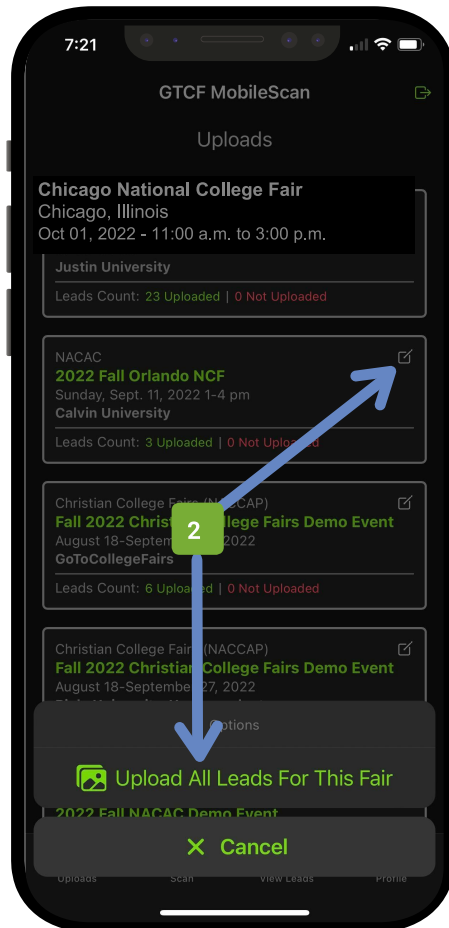 7:21
GTCF MobileScan
Uploads
Chicago National College Fair
Chicago, Illinois
Oct 01, 2022 - 11:00 a.m. to 3:00 p.m.
Justin University
Leads Count: 23 Uploaded | 0 Not Uploaded
NACAC
2022 Fall Orlando NCF
Sunday, Sept. 11, 2022 1-4 pm
Calvin University
Leads Count: 3 Uploaded | 0 Not Uploaded
Christian College Fairs (NACCAP)
Fall 2022 Christian College Fairs Demo Event
2
August 18-September 27, 2022
GoToCollegeFairs
Leads Count: 6 Uploaded | 0 Not Uploaded
Christian College Fairs (NACCAP)
Fall 2022 Christian College Fairs Demo Event
August 18-September 27, 2022
Options
Upload All Leads For This Fair
2022 Fall NACAC Demo Event
Cancel
Uploads Scan View Leads Profile